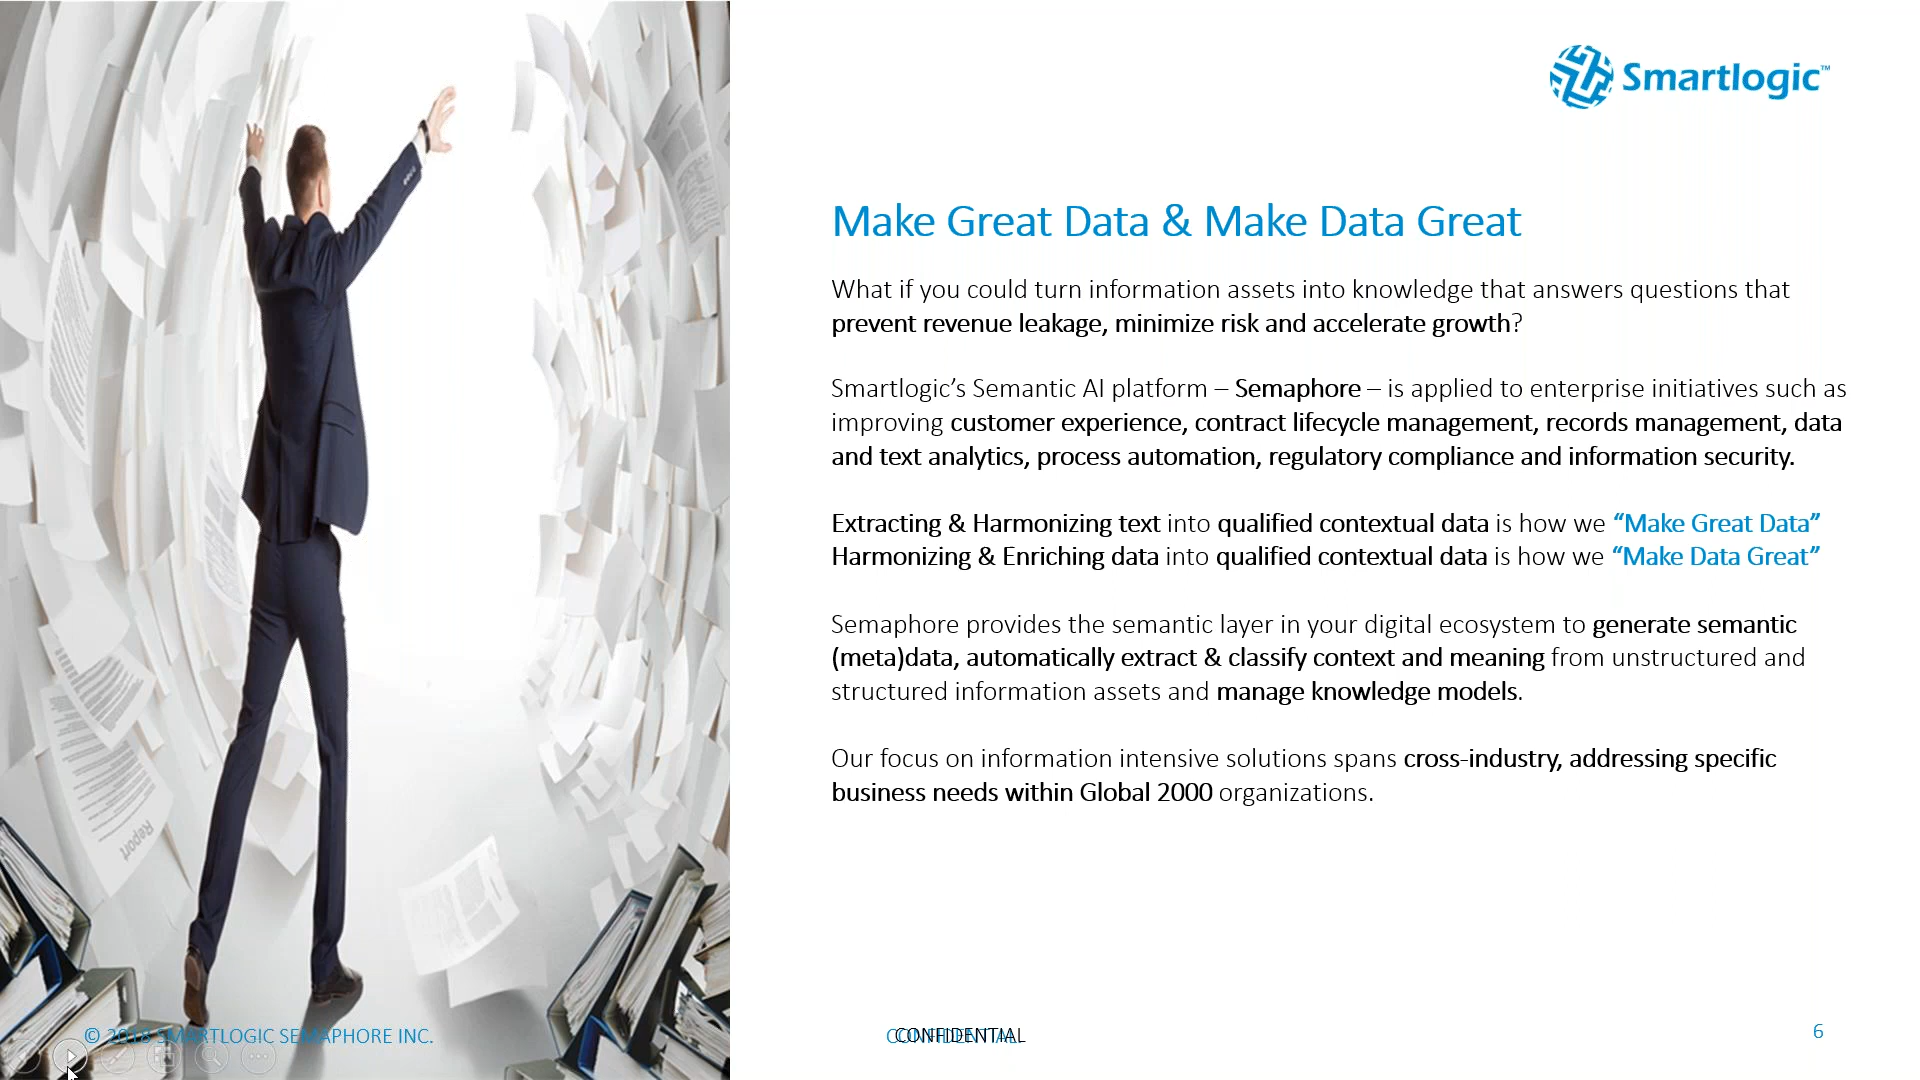 Smartlogic™
Make Great Data & Make Data Great
What if you could turn information assets into knowledge that answers questions that
prevent revenue leakage, minimize risk and accelerate growth?
Smartlogic’s Semantic AI platform – Semaphore – is applied to enterprise initiatives such as
improving customer experience, contract lifecycle management, records management, data
and text analytics, process automation, regulatory compliance and information security.
Extracting & Harmonizing text into qualified contextual data is how we “Make Great Data”
Harmonizing & Enriching data into qualified contextual data is how we “Make Data Great”
Semaphore provides the semantic layer in your digital ecosystem to generate semantic
(meta)data, automatically extract & classify context and meaning from unstructured and
structured information assets and manage knowledge models.
Our focus on information intensive solutions spans cross-industry, addressing specific
business needs within Global 2000 organizations.
Report
© 2018 SMARTLOGIC SEMAPHORE INC.
CONFIDENTIAL
CONFIDENTIAL
6